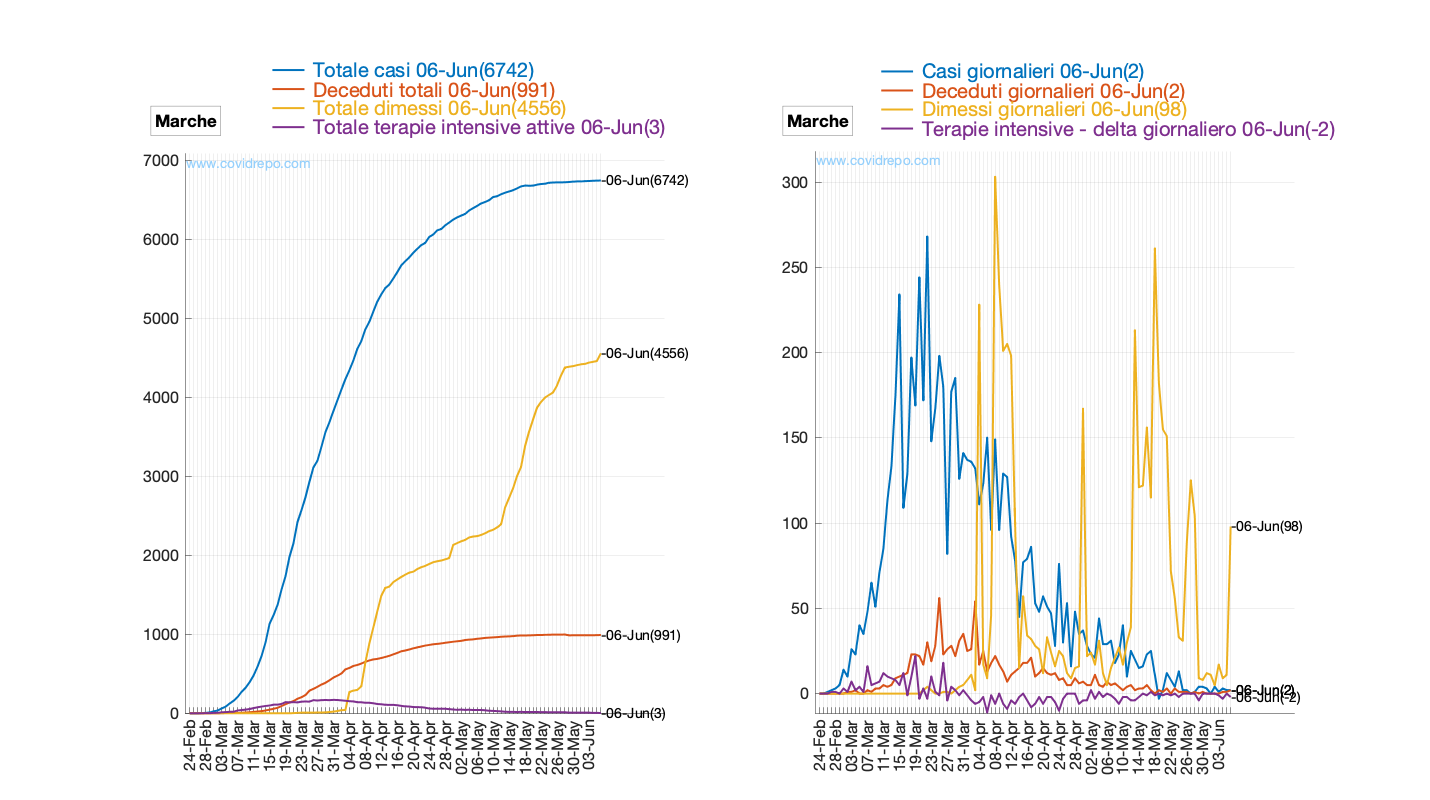 Totale casi 06-Jun(6742)
Deceduti totali 06-Jun(991)
Totale dimessi 06-Jun(4556)
Totale terapie intensive attive 06-Jun(3)
Marche
www.covidrepo.com
7000
6000
5000
4000
3000
2000
1000
0
-06-Jun(6742)
-06-Jun(4556)
-06-Jun(991)
-06-Jun(3)
24-Feb
28-Feb
03-Mar
07-Mar
11-Mar
15-Mar
19-Mar
23-Mar
27-Mar
31-Mar
04-Apr
08-Apr
12-Apr
16-Apr
20-Apr
24-Apr
28-Apr
02-May
06-May
10-May
14-May
18-May
22-May
26-May
30-May
03-Jun
Casi giornalieri 06-Jun(2)
Deceduti giornalieri 06-Jun(2)
Dimessi giornalieri 06-Jun(98)
Terapie intensive - delta giornaliero 06-Jun(-2)
Marche
www.covidrepo.com
300
250
200
150
100
50
0
-06-Jun(98)
-06-Jun(2)
-06-Jun(-2)
24-Feb
28-Feb
03-Mar
07-Mar
11-Mar
15-Mar
19-Mar
23-Mar
27-Mar
31-Mar
04-Apr
08-Apr
12-Apr
16-Apr
20-Apr
24-Apr
28-Apr
02-May
06-May
10-May
14-May
18-May
22-May
26-May
30-May
03-Jun